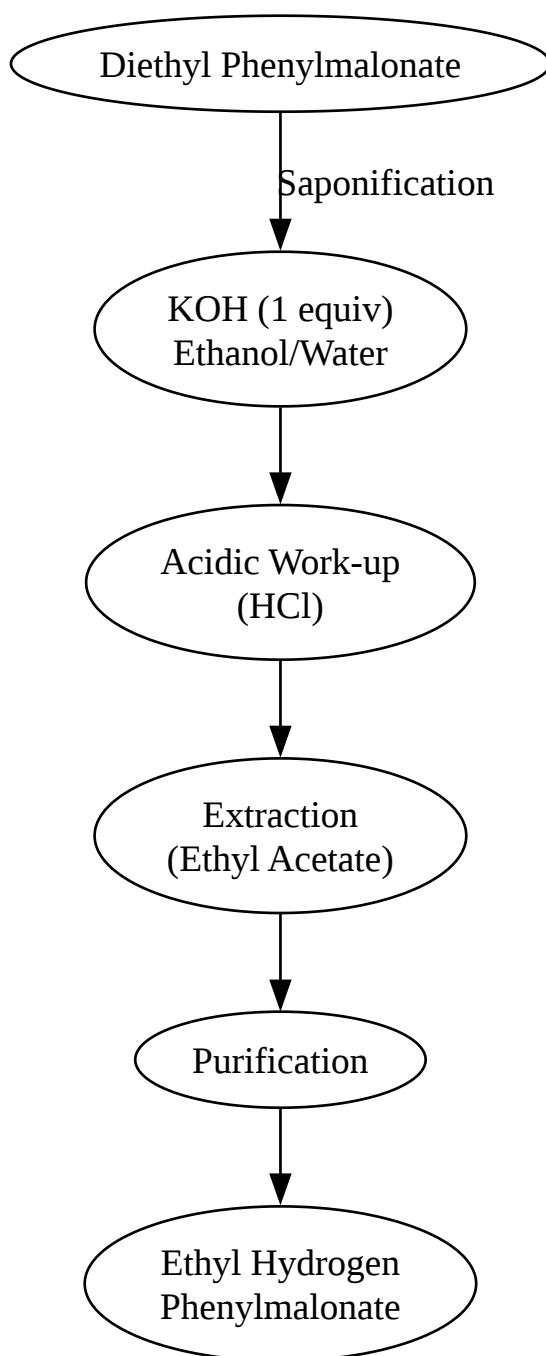 Diethyl Phenylmalonate
Saponification
KOH (1 equiv)
Ethanol/Water
Acidic Work-up
(HCl)
Extraction
(Ethyl Acetate)
Purification
Ethyl Hydrogen
Phenylmalonate